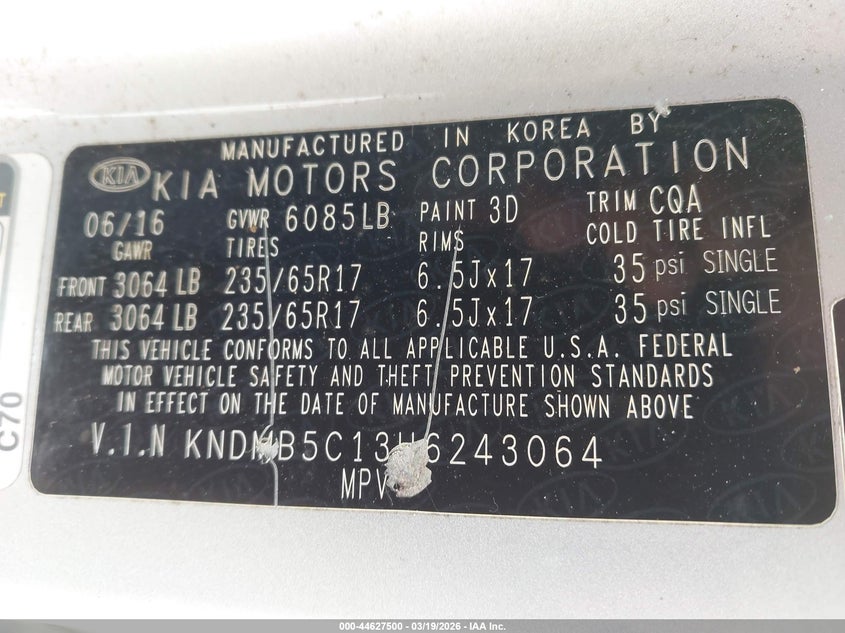 MANUFACTURED IN KOREA BY
KIA KIA MOTORS CORPORATION
06/16 GVWR 6085LB PAINT 3D TRIM CQA
GAWR TIRES RIMS COLD TIRE INFL
FRONT 3064 LB 235/65R17 6.5Jx17 35 psi SINGLE
REAR 3064 LB 235/65R17 6.5Jx17 35 psi SINGLE
THIS VEHICLE CONFORMS TO ALL APPLICABLE U.S.A. FEDERAL
MOTOR VEHICLE SAFETY AND THEFT PREVENTION STANDARDS
IN EFFECT ON THE DATE OF MANUFACTURE SHOWN ABOVE
V.I.N KNDMB5C13H6243064
MPV
C70
000-44627500 - 03/19/2026 - IAA Inc.